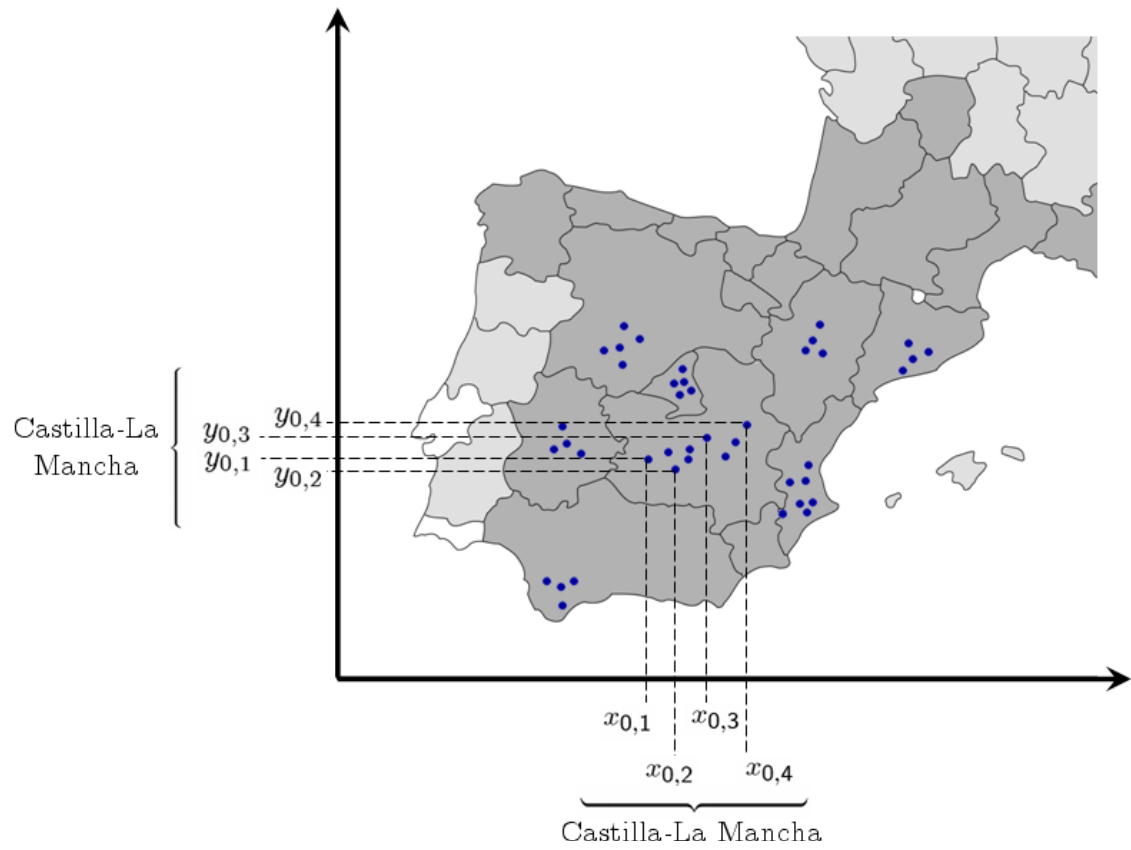 Castilla-La
Mancha
y0,4
y0,3
y0,1
y0,2
x0,1
x0,3
x0,2
x0,4
Castilla-La Mancha